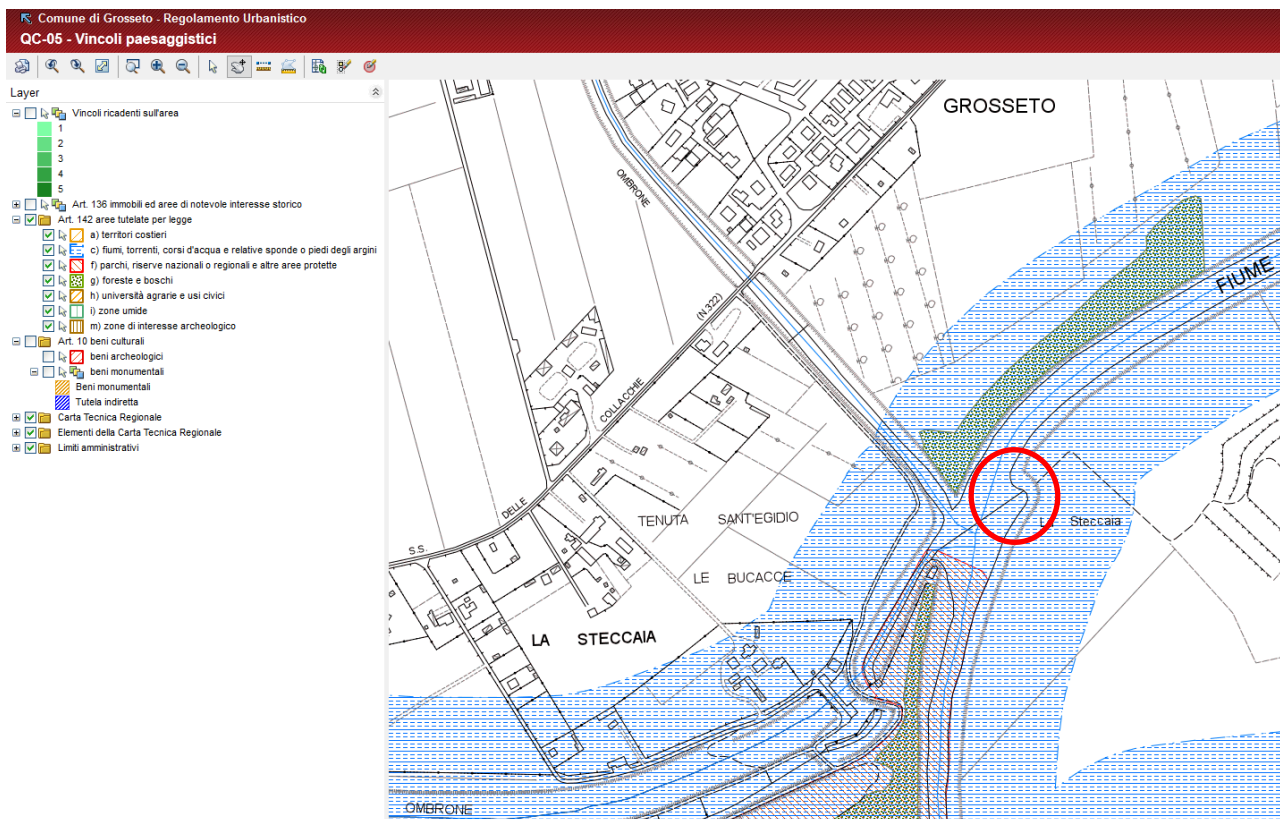 Comune di Grosseto - Regolamento Urbanistico
QC-05 - Vincoli paesaggistici
Layer
Vincoli ricadenti sull'area
1
2
3
4
5
Art. 136 immobili ed aree di notevole interesse storico
Art. 142 aree tutelate per legge
a) territori costieri
c) fiumi, torrenti, corsi d'acqua e relative sponde o piedi degli argini
f) parchi, riserve nazionali o regionali e altre aree protette
g) foreste e boschi
h) università agrarie e usi civici
i) zone umide
m) zone di interesse archeologico
Art. 10 beni culturali
beni archeologici
beni monumentali
Beni monumentali
Tutela indiretta
Carta Tecnica Regionale
Elementi della Carta Tecnica Regionale
Limiti amministrativi
GROSSETO
OMBRONE
FIUME
(N.322)
COLLACCHIE
DELLE
S.S.
TENUTA SANT'EGIDIO
La Steccaia
LE BUCACCE
LA STECCAIA
OMBRONE